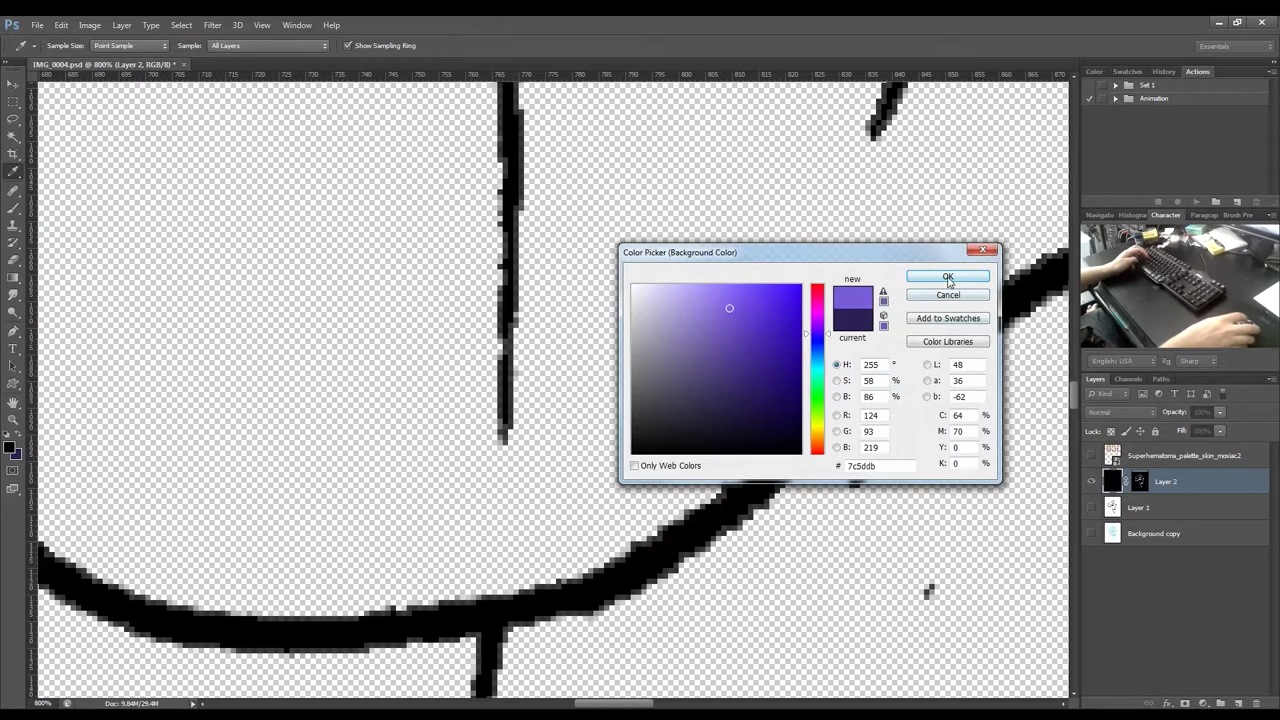 Ps File Edit Image Layer Type Select Filter 3D View Window Help
Sample Size: Point Sample Sample: All Layers Show Sampling Ring Essentials
IMG_0004.psd @ 800% (Layer 2, RGB/8) * ×
680 685 690 695 700 705 710 715 720 725 730 735 740 745 750 755 760 765 770 775 780 785 790 795 800 805 810 815 820 825 830 835 840 845 850 855 860 865 870
Color Swatches History Actions
Set 1
Animation
Navigato Histogra Character Paragrap Brush Pre
Color Picker (Background Color)
new
current
OK
Cancel
Add to Swatches
Color Libraries
H: 255 ° L: 48
S: 58 % a: 36
B: 86 % b: -62
R: 124 C: 64 %
G: 93 M: 70 %
B: 219 Y: 0 %
# 7c5ddb K: 0 %
Only Web Colors
English: USA aa Sharp
Layers Channels Paths
Kind
Normal Opacity: 100%
Lock: Fill: 100%
Superhematoma_palette_skin_mosiac2
Layer 2
Layer 1
Background copy
800% Doc: 9.84M/29.4M